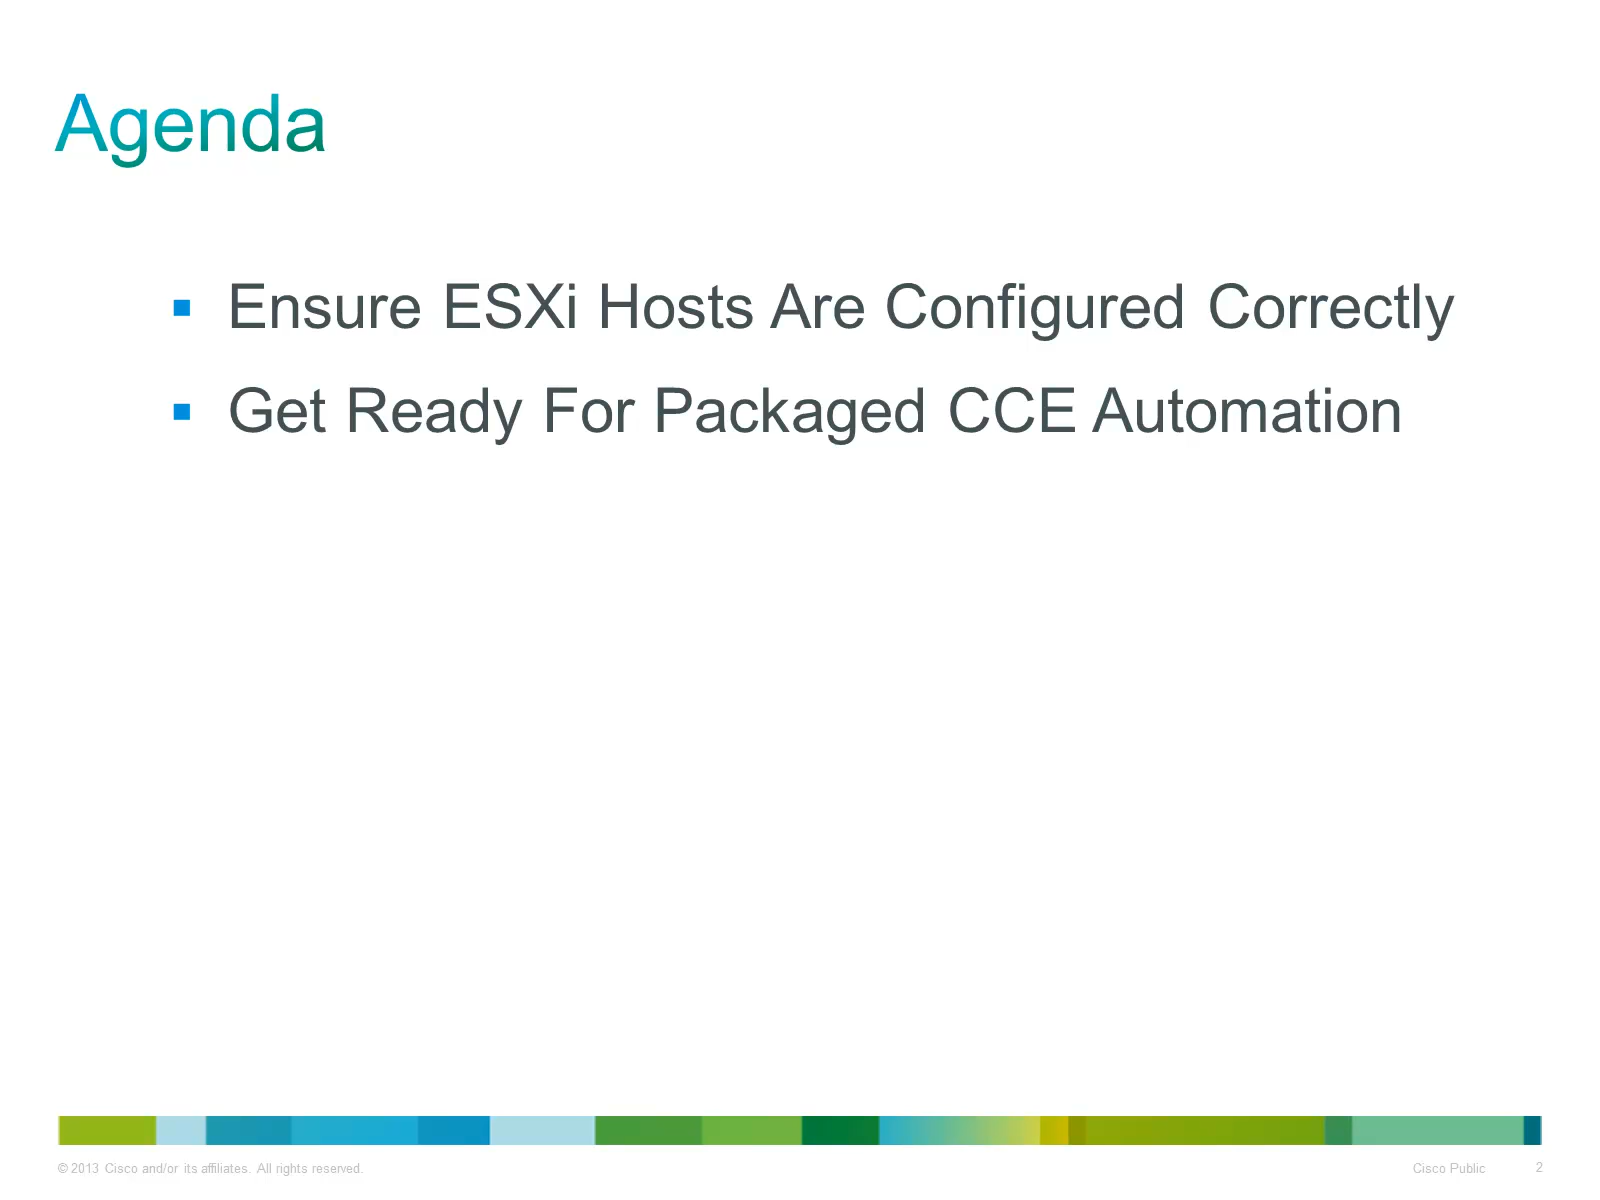 Agenda
▪ Ensure ESXi Hosts Are Configured Correctly
▪ Get Ready For Packaged CCE Automation
© 2013 Cisco and/or its affiliates. All rights reserved.
Cisco Public
2